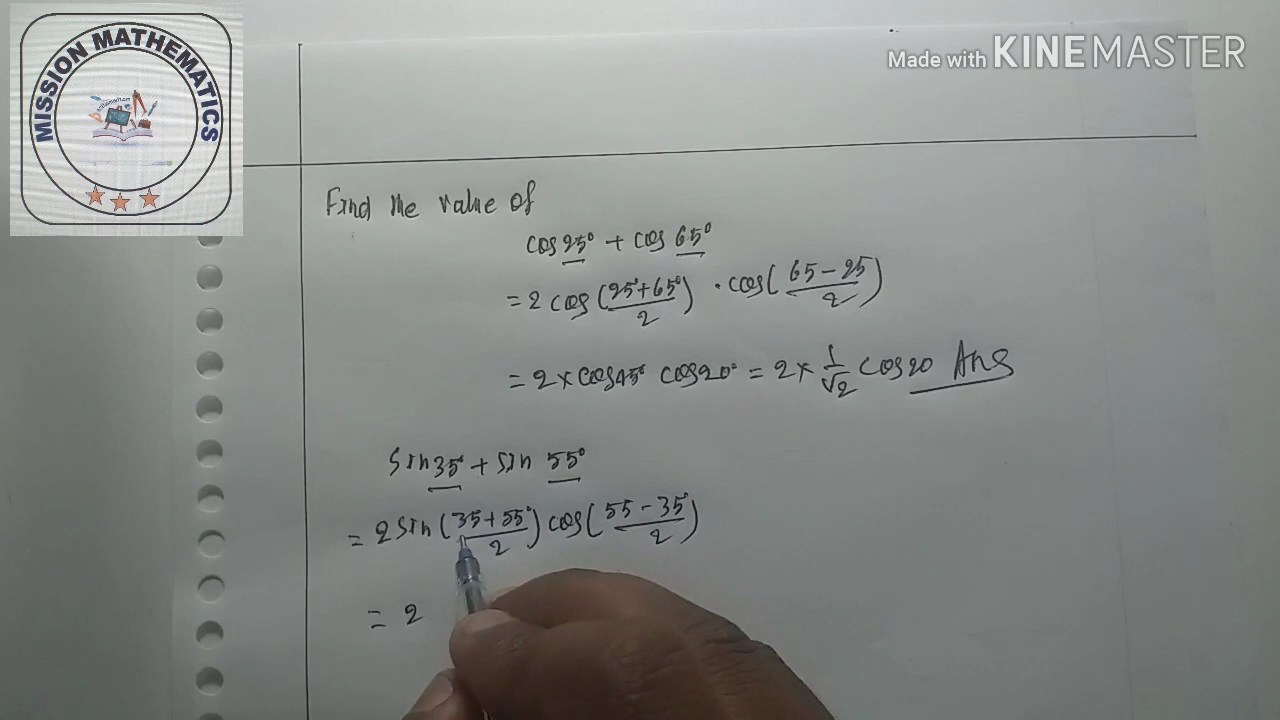 MISSION MATHEMATICS
Made with KINEMASTER
Find the value of
cos 25° + cos 65°
= 2 cos (25°+65°/2) · cos (65-25/2)
= 2 × cos 45° cos 20° = 2 × 1/√2 cos 20 Ans
sin 35° + sin 55°
= 2 sin (35+55°/2) cos (55-35°/2)
= 2